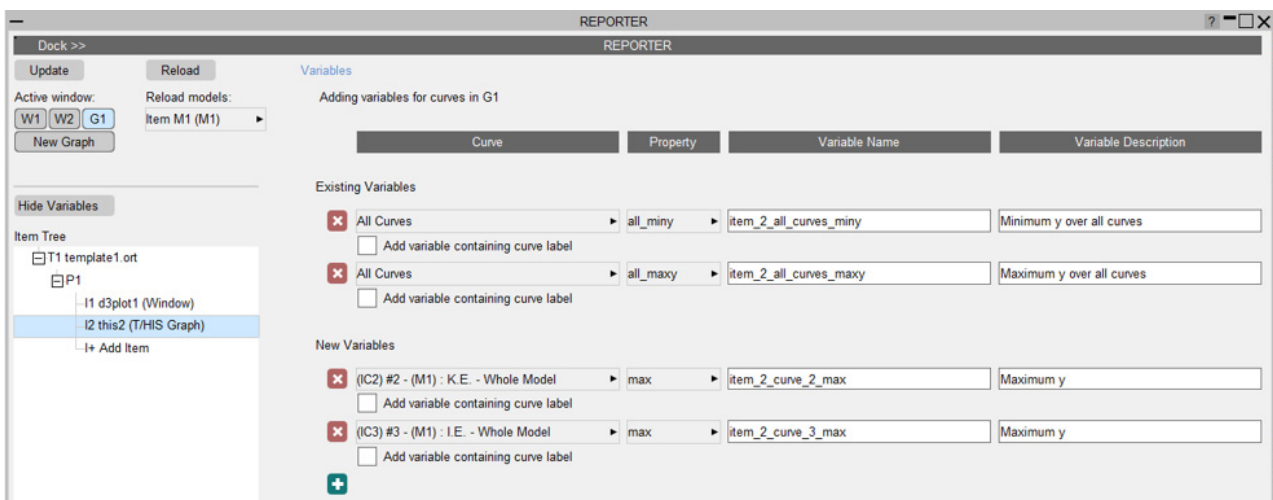 REPORTER
?
Dock >> REPORTER
Update Reload Variables
Active window: Reload models: Adding variables for curves in G1
W1 W2 G1 Item M1 (M1)
New Graph
Curve Property Variable Name Variable Description
Existing Variables
Hide Variables
All Curves all_miny item_2_all_curves_miny Minimum y over all curves
Add variable containing curve label
Item Tree
T1 template1.ort
All Curves all_maxy item_2_all_curves_maxy Maximum y over all curves
P1
Add variable containing curve label
I1 d3plot1 (Window)
I2 this2 (T/HIS Graph)
I+ Add Item
New Variables
(IC2) #2 - (M1) : K.E. - Whole Model max item_2_curve_2_max Maximum y
Add variable containing curve label
(IC3) #3 - (M1) : I.E. - Whole Model max item_2_curve_3_max Maximum y
Add variable containing curve label